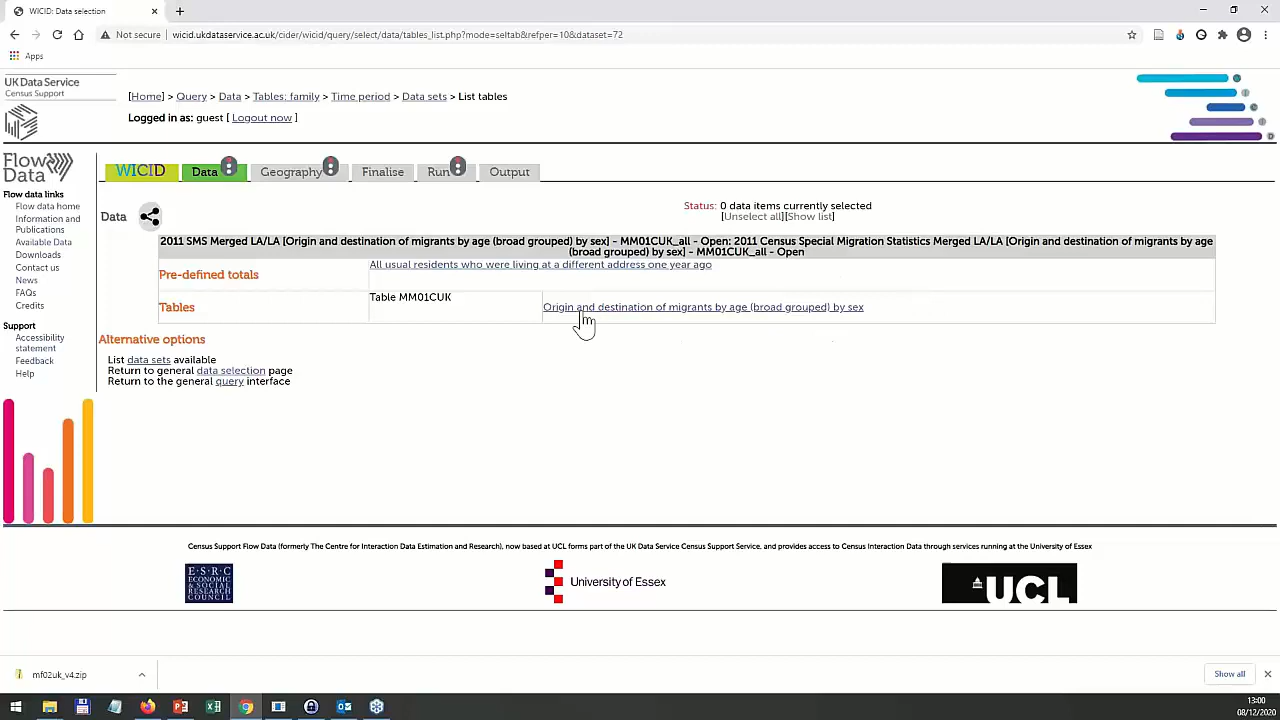 WICID: Data selection
Not secure
wicid.ukdataservice.ac.uk/cider/wicid/query/select/data/tables_list.php?mode=seltab&refper=108&dataset=72
Apps
UK Data Service
Census Support
[Home] > Query > Data > Tables: family > Time period > Data sets > List tables
Logged in as: guest [ Logout now ]
Flow
Data
Flow data links
Flow data home
Information and
Publications
Available Data
Downloads
Contact us
News
FAQs
Credits
Support
Accessibility
statement
Feedback
Help
WICID
Data
Geography
Finalise
Run
Output
Data
Status: 0 data items currently selected
[Unselect all][Show list]
2011 SMS Merged LA/LA [Origin and destination of migrants by age (broad grouped) by sex] - MM01CUK_all - Open: 2011 Census Special Migration Statistics Merged LA/LA [Origin and destination of migrants by age
(broad grouped) by sex] - MM01CUK_all - Open
Pre-defined totals
All usual residents who were living at a different address one year ago
Tables
Table MM01CUK
Origin and destination of migrants by age (broad grouped) by sex
Alternative options
List data sets available
Return to general data selection page
Return to the general query interface
Census Support Flow Data (formerly The Centre for Interaction Data Estimation and Research), now based at UCL forms part of the UK Data Service Census Support Service, and provides access to Census Interaction Data through services running at the University of Essex
E·S·R·C
ECONOMIC
& SOCIAL
RESEARCH
COUNCIL
University of Essex
UCL
mf02uk_v4.zip
Show all
13:00
08/12/2020